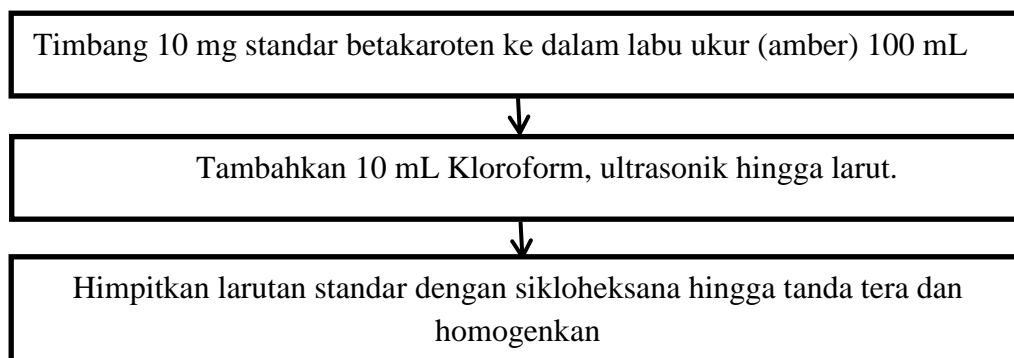 Timbang 10 mg standar betakaroten ke dalam labu ukur (amber) 100 mL
Tambahkan 10 mL Kloroform, ultrasonik hingga larut.
Himpitkan larutan standar dengan sikloheksana hingga tanda tera dan
homogenkan